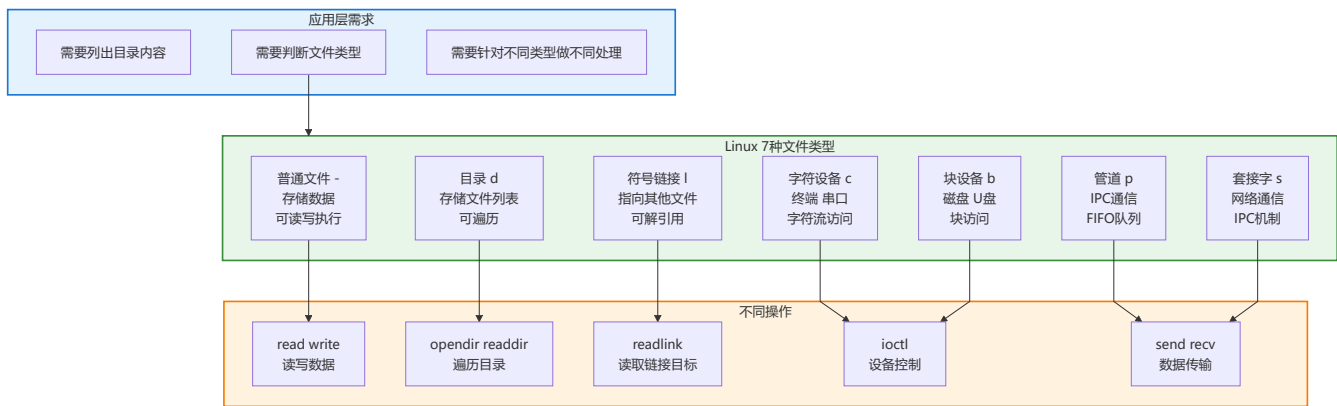 应用层需求
需要列出目录内容
需要判断文件类型
需要针对不同类型做不同处理
Linux 7种文件类型
普通文件 -
存储数据
可读写执行
目录 d
存储文件列表
可遍历
符号链接 l
指向其他文件
可解引用
字符设备 c
终端 串口
字符流访问
块设备 b
磁盘 U盘
块访问
管道 p
IPC通信
FIFO队列
套接字 s
网络通信
IPC机制
不同操作
read write
读写数据
opendir readdir
遍历目录
readlink
读取链接目标
ioctl
设备控制
send recv
数据传输